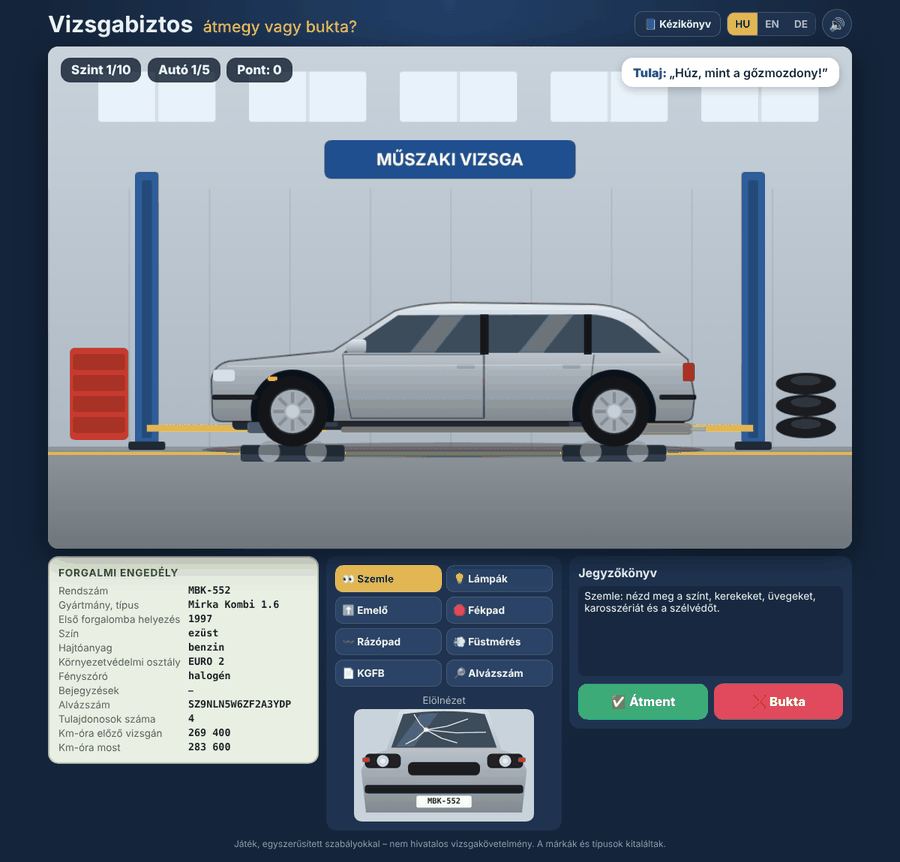 Vizsgabiztos átmegy vagy bukta?
Kézikönyv
HU EN DE
Szint 1/10
Autó 1/5
Pont: 0
Tulaj: „Húz, mint a gőzmozdony!”
MŰSZAKI VIZSGA
FORGALMI ENGEDÉLY
Rendszám MBK-552
Gyártmány, típus Mirka Kombi 1.6
Első forgalomba helyezés 1997
Szín ezüst
Hajtóanyag benzin
Környezetvédelmi osztály EURO 2
Fényszóró halogén
Bejegyzések –
Alvázszám SZ9NLN5W6ZF2A3YDP
Tulajdonosok száma 4
Km-óra előző vizsgán 269 400
Km-óra most 283 600
Szemle
Lámpák
Emelő
Fékpad
Rázópad
Füstmérés
KGFB
Alvázszám
Elölnézet
MBK-552
Jegyzőkönyv
Szemle: nézd meg a színt, kerekeket, üvegeket,
karosszériát és a szélvédőt.
Átment
Bukta
Játék, egyszerűsített szabályokkal – nem hivatalos vizsgakövetelmény. A márkák és típusok kitaláltak.